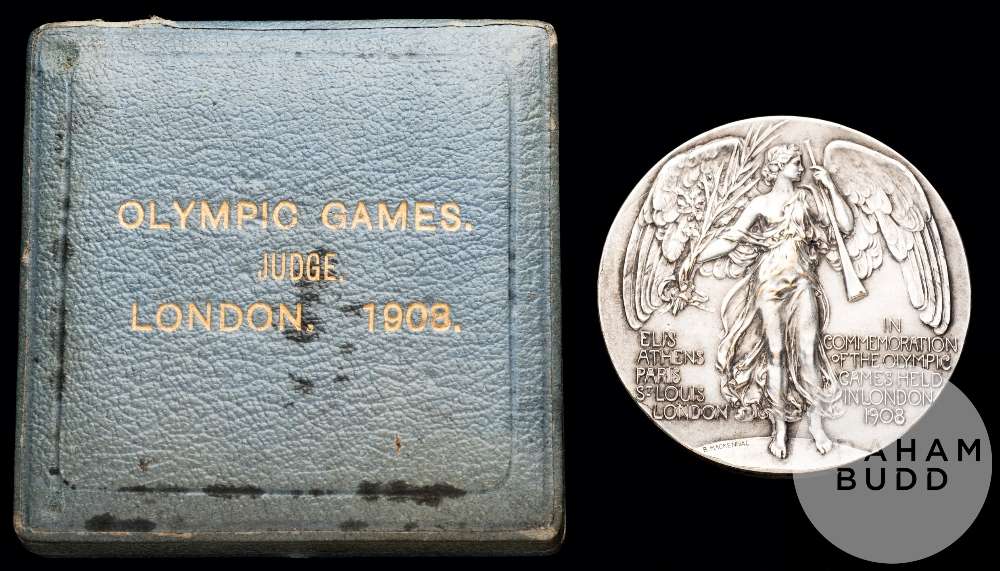 OLYMPIC GAMES.
JUDGE.
LONDON. 1908.
ELIS
ATHENS
PARIS
ST LOUIS
LONDON
IN
COMMEMORATION
OF THE OLYMPIC
GAMES HELD
IN LONDON
1908
B. MACKENNAL
GRAHAM
BUDD